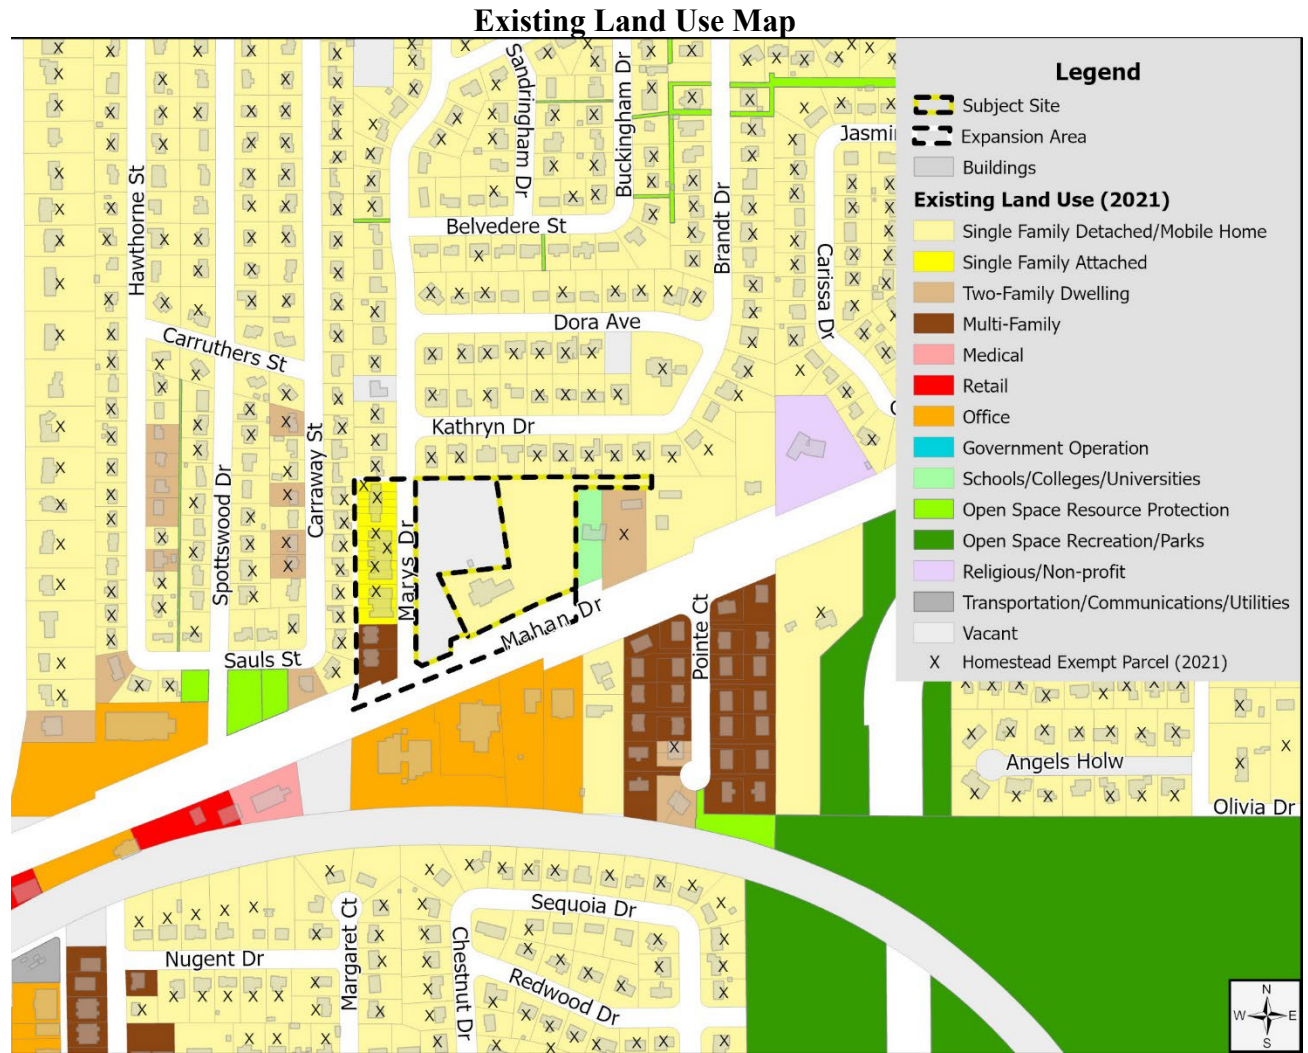 Existing Land Use Map
Legend
Subject Site
Expansion Area
Buildings
Existing Land Use (2021)
Single Family Detached/Mobile Home
Single Family Attached
Two-Family Dwelling
Multi-Family
Medical
Retail
Office
Government Operation
Schools/Colleges/Universities
Open Space Resource Protection
Open Space Recreation/Parks
Religious/Non-profit
Transportation/Communications/Utilities
Vacant
X Homestead Exempt Parcel (2021)
Sandringham Dr
Buckingham Dr
Brandt Dr
Jasmi
Hawthorne St
Belvedere St
Carissa Dr
Dora Ave
Carruthers St
Kathryn Dr
Carraway St
Spottswood Dr
Marys Dr
Mahan Dr
Sauls St
Pointe Ct
Angels Holw
Olivia Dr
Sequoia Dr
Margaret Ct
Chestnut Dr
Nugent Dr
Redwood Dr
N
W E
S